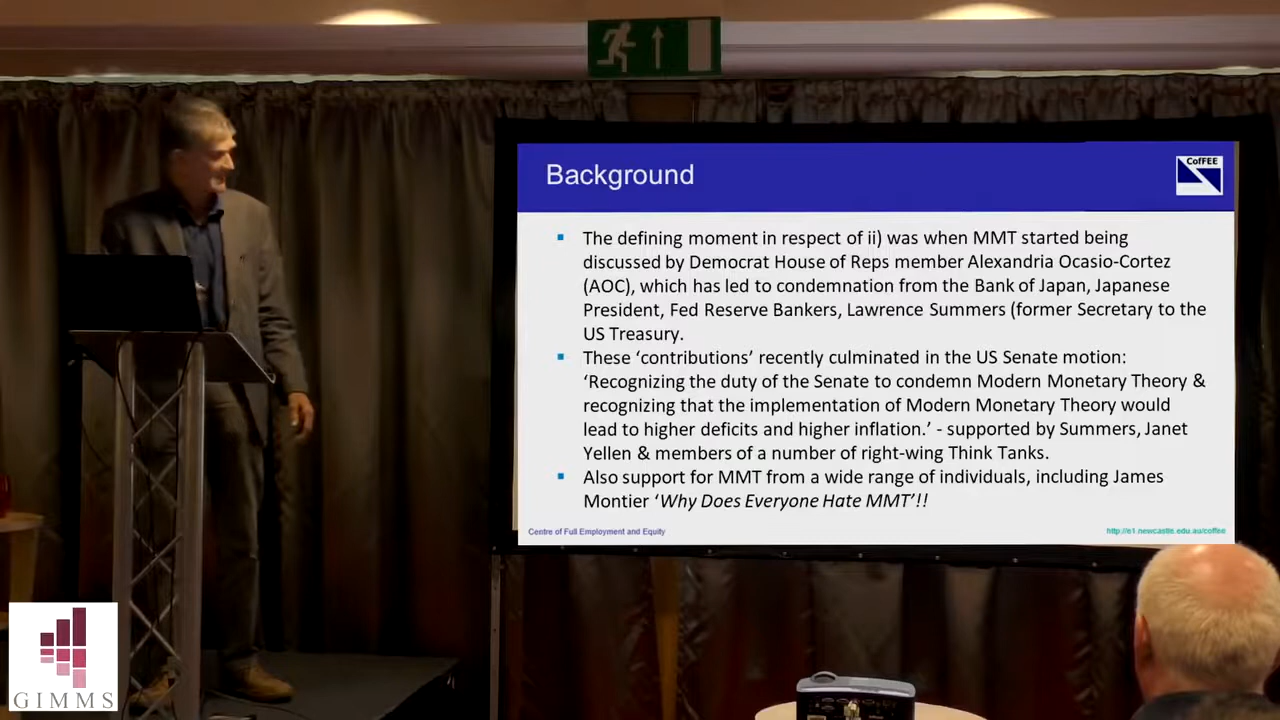 CofFEE
Background
The defining moment in respect of ii) was when MMT started being
discussed by Democrat House of Reps member Alexandria Ocasio-Cortez
(AOC), which has led to condemnation from the Bank of Japan, Japanese
President, Fed Reserve Bankers, Lawrence Summers (former Secretary to the
US Treasury.
These ‘contributions’ recently culminated in the US Senate motion:
‘Recognizing the duty of the Senate to condemn Modern Monetary Theory &
recognizing that the implementation of Modern Monetary Theory would
lead to higher deficits and higher inflation.’ - supported by Summers, Janet
Yellen & members of a number of right-wing Think Tanks.
Also support for MMT from a wide range of individuals, including James
Montier ‘Why Does Everyone Hate MMT’!!
Centre of Full Employment and Equity
http://e1.newcastle.edu.au/coffee
GIMMS